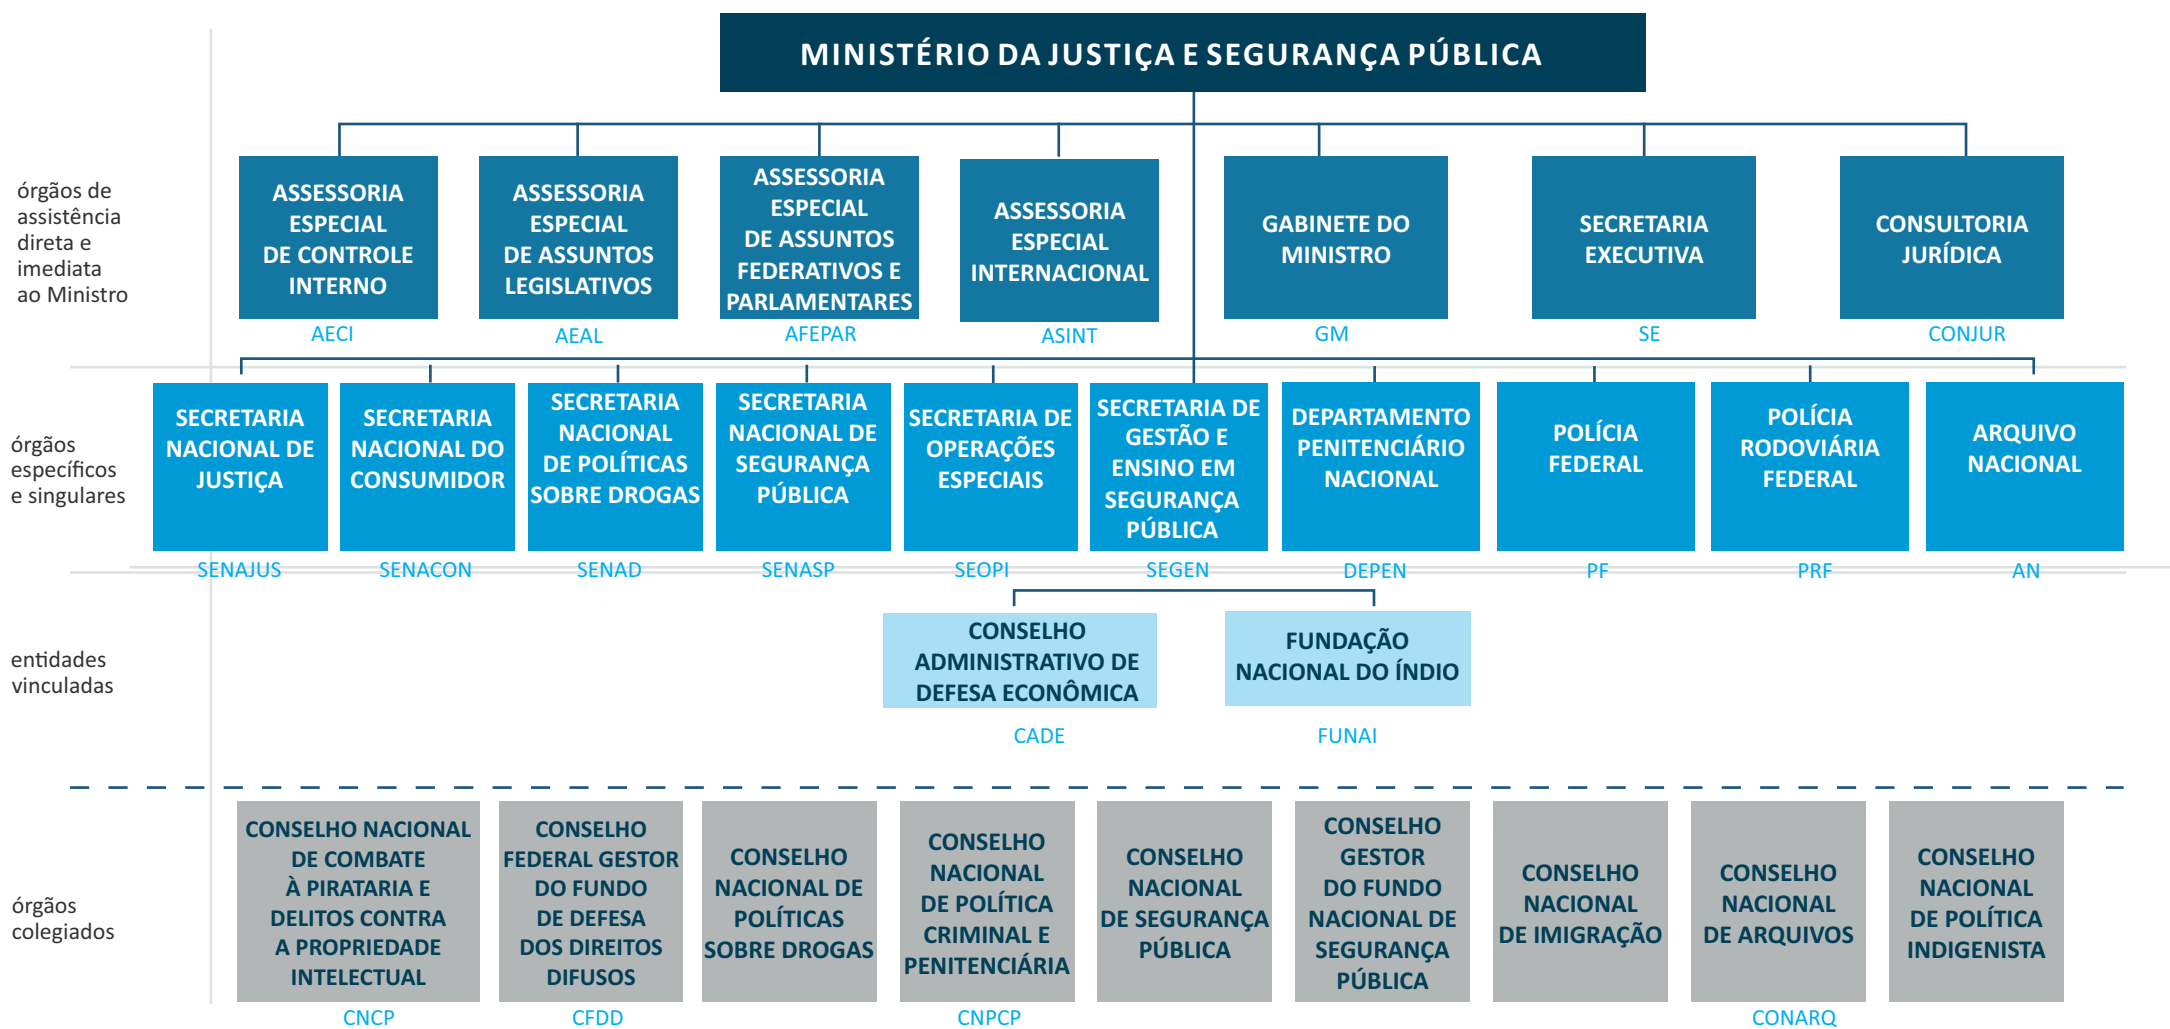 MINISTÉRIO DA JUSTIÇA E SEGURANÇA PÚBLICA
órgãos de
assistência
direta e
imediata
ao Ministro
ASSESSORIA
ESPECIAL
DE CONTROLE
INTERNO
AECI
ASSESSORIA
ESPECIAL
DE ASSUNTOS
LEGISLATIVOS
AEAL
ASSESSORIA
ESPECIAL
DE ASSUNTOS
FEDERATIVOS E
PARLAMENTARES
AFEPAR
ASSESSORIA
ESPECIAL
INTERNACIONAL
ASINT
GABINETE DO
MINISTRO
GM
SECRETARIA
EXECUTIVA
SE
CONSULTORIA
JURÍDICA
CONJUR
órgãos
específicos
e singulares
SECRETARIA
NACIONAL DE
JUSTIÇA
SENAJUS
SECRETARIA
NACIONAL DO
CONSUMIDOR
SENACON
SECRETARIA
NACIONAL
DE POLÍTICAS
SOBRE DROGAS
SENAD
SECRETARIA
NACIONAL DE
SEGURANÇA
PÚBLICA
SENASP
SECRETARIA DE
OPERAÇÕES
ESPECIAIS
SEOPI
SECRETARIA DE
GESTÃO E
ENSINO EM
SEGURANÇA
PÚBLICA
SEGEN
DEPARTAMENTO
PENITENCIÁRIO
NACIONAL
DEPEN
POLÍCIA
FEDERAL
PF
POLÍCIA
RODOVIÁRIA
FEDERAL
PRF
ARQUIVO
NACIONAL
AN
entidades
vinculadas
CONSELHO
ADMINISTRATIVO DE
DEFESA ECONÔMICA
CADE
FUNDAÇÃO
NACIONAL DO ÍNDIO
FUNAI
órgãos
colegiados
CONSELHO NACIONAL
DE COMBATE
À PIRATARIA E
DELITOS CONTRA
A PROPRIEDADE
INTELECTUAL
CNCP
CONSELHO
FEDERAL GESTOR
DO FUNDO
DE DEFESA
DOS DIREITOS
DIFUSOS
CFDD
CONSELHO
NACIONAL DE
POLÍTICAS
SOBRE DROGAS
CONSELHO
NACIONAL
DE POLÍTICA
CRIMINAL E
PENITENCIÁRIA
CNPCP
CONSELHO
NACIONAL
DE SEGURANÇA
PÚBLICA
CONSELHO
GESTOR
DO FUNDO
NACIONAL DE
SEGURANÇA
PÚBLICA
CONSELHO
NACIONAL
DE IMIGRAÇÃO
CONSELHO
NACIONAL
DE ARQUIVOS
CONARQ
CONSELHO
NACIONAL
DE POLÍTICA
INDIGENISTA